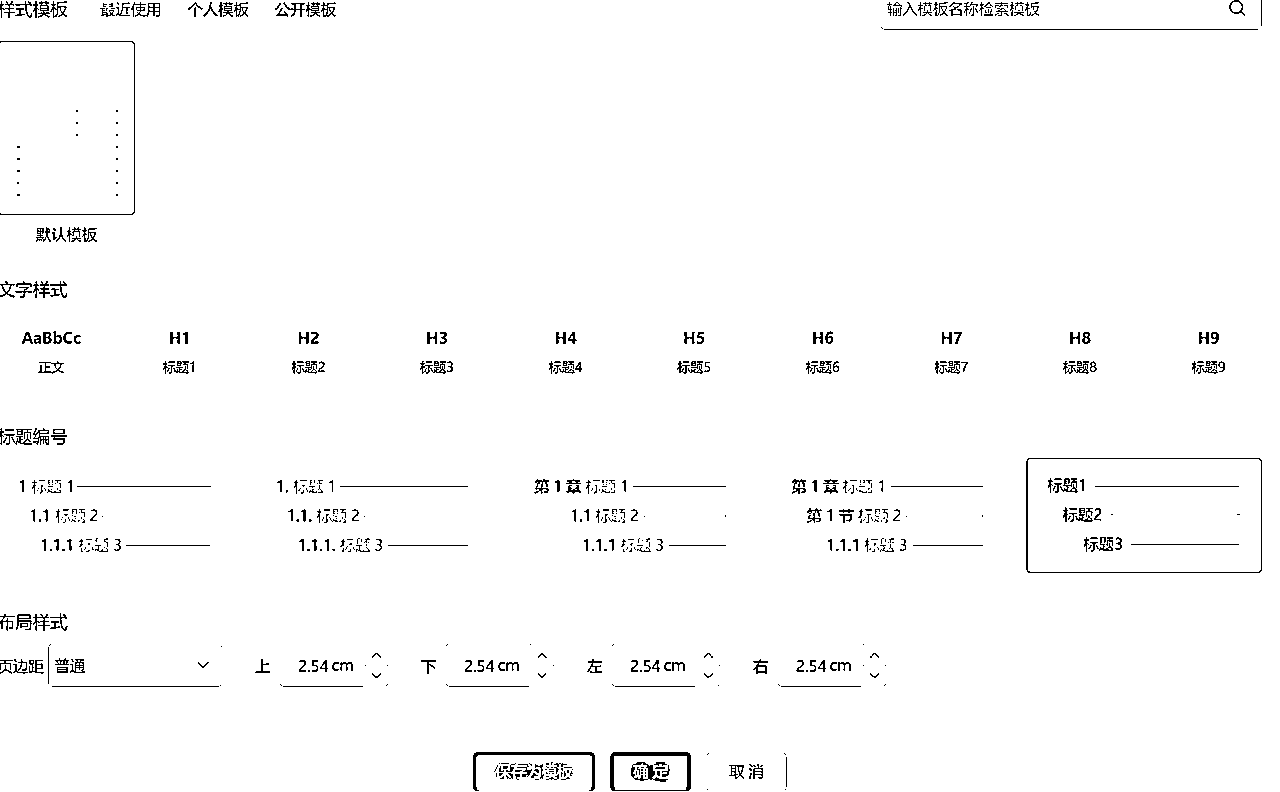 样式模板 最近使用 个人模板 公开模板 输入模板名称检索模板
默认模板
文字样式
AaBbCc H1 H2 H3 H4 H5 H6 H7 H8 H9
正文 标题1 标题2 标题3 标题4 标题5 标题6 标题7 标题8 标题9
标题编号
1 标题 1 1. 标题 1 第 1 章 标题 1 第 1 章 标题 1 标题1
1.1 标题 2 1.1. 标题 2 1.1 标题 2 第 1 节 标题 2 标题2
1.1.1 标题 3 1.1.1. 标题 3 1.1.1 标题 3 1.1.1 标题 3 标题3
布局样式
页边距 普通 上 2.54 cm 下 2.54 cm 左 2.54 cm 右 2.54 cm
保存为模板 确定 取消